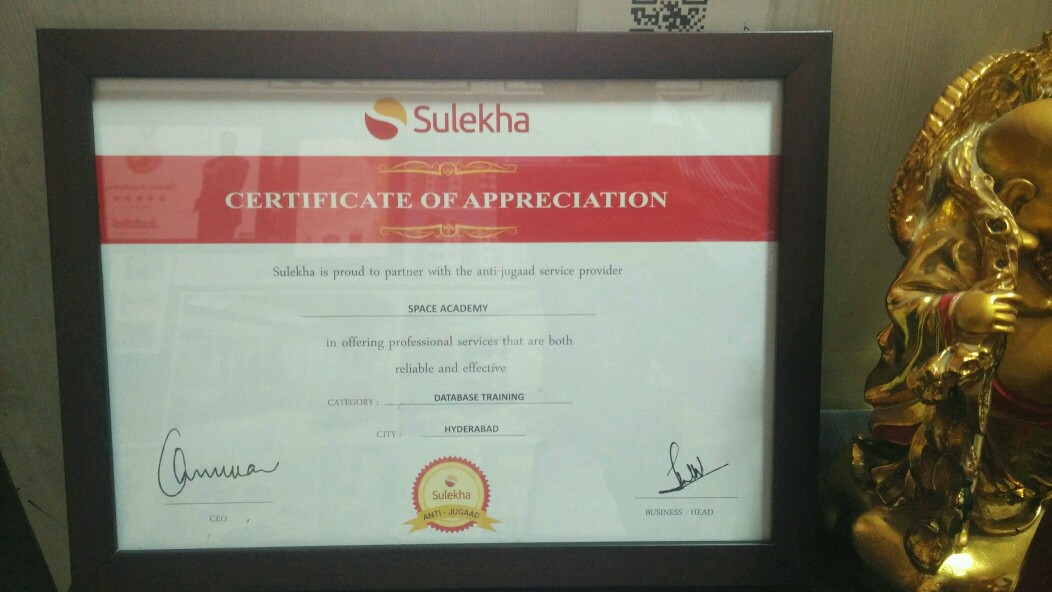 Sulekha
CERTIFICATE OF APPRECIATION
Sulekha is proud to partner with the anti-jugaad service provider
SPACE ACADEMY
in offering professional services that are both
reliable and effective
CATEGORY : DATABASE TRAINING
CITY : HYDERABAD
Sulekha
ANTI - JUGAAD
CEO
BUSINESS - HEAD